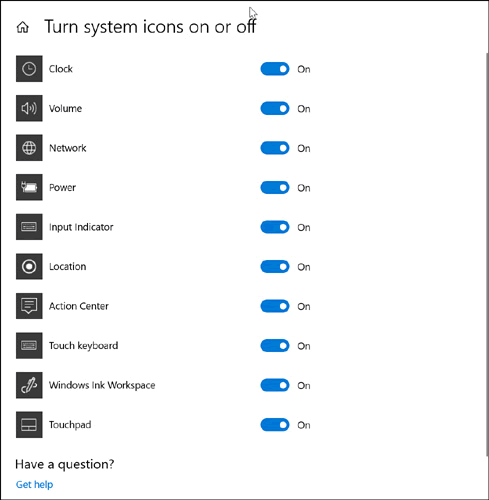 Turn system icons on or off
Clock On
Volume On
Network On
Power On
Input Indicator On
Location On
Action Center On
Touch keyboard On
Windows Ink Workspace On
Touchpad On
Have a question?
Get help